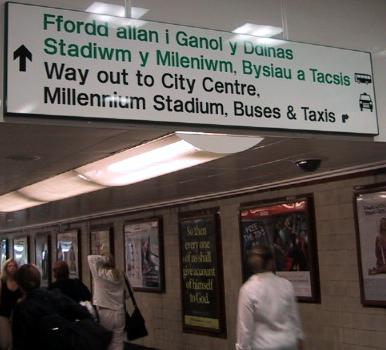 Ffordd allan i Ganol y Ddinas
Stadiwm y Mileniwm, Bysiau a Tacsis
Way out to City Centre,
Millennium Stadium, Buses & Taxis
So then
every one
of us shall
give account
of himself
to God.